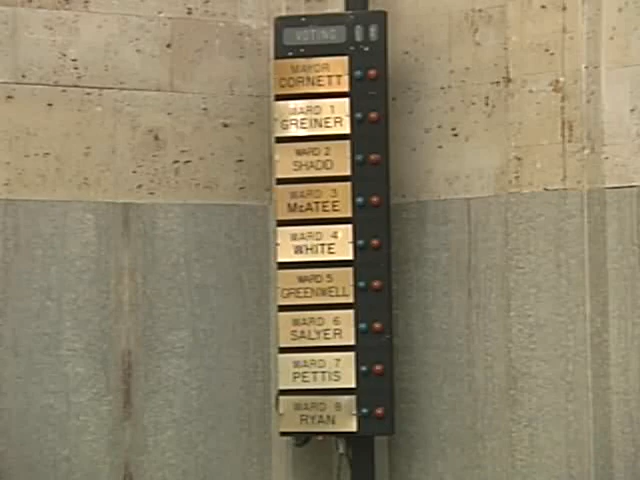 VOTING
MAYOR
CORNETT
WARD 1
GREINER
WARD 2
SHADID
WARD 3
McATEE
WARD 4
WHITE
WARD 5
GREENWELL
WARD 6
SALYER
WARD 7
PETTIS
WARD 8
RYAN